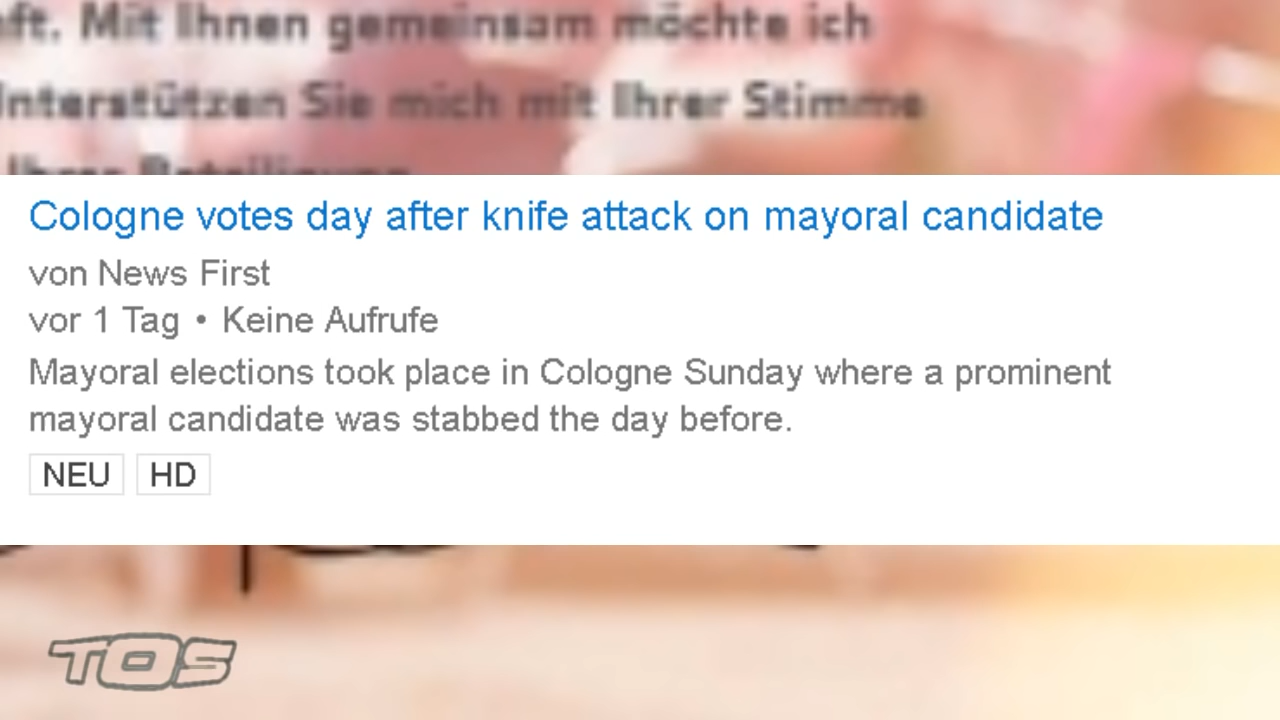 ft. Mit Ihnen gemeinsam möchte ich
Unterstützen Sie mich mit Ihrer Stimme
Ihrer Beteiligung
Cologne votes day after knife attack on mayoral candidate
von News First
vor 1 Tag • Keine Aufrufe
Mayoral elections took place in Cologne Sunday where a prominent
mayoral candidate was stabbed the day before.
NEU HD
TOS